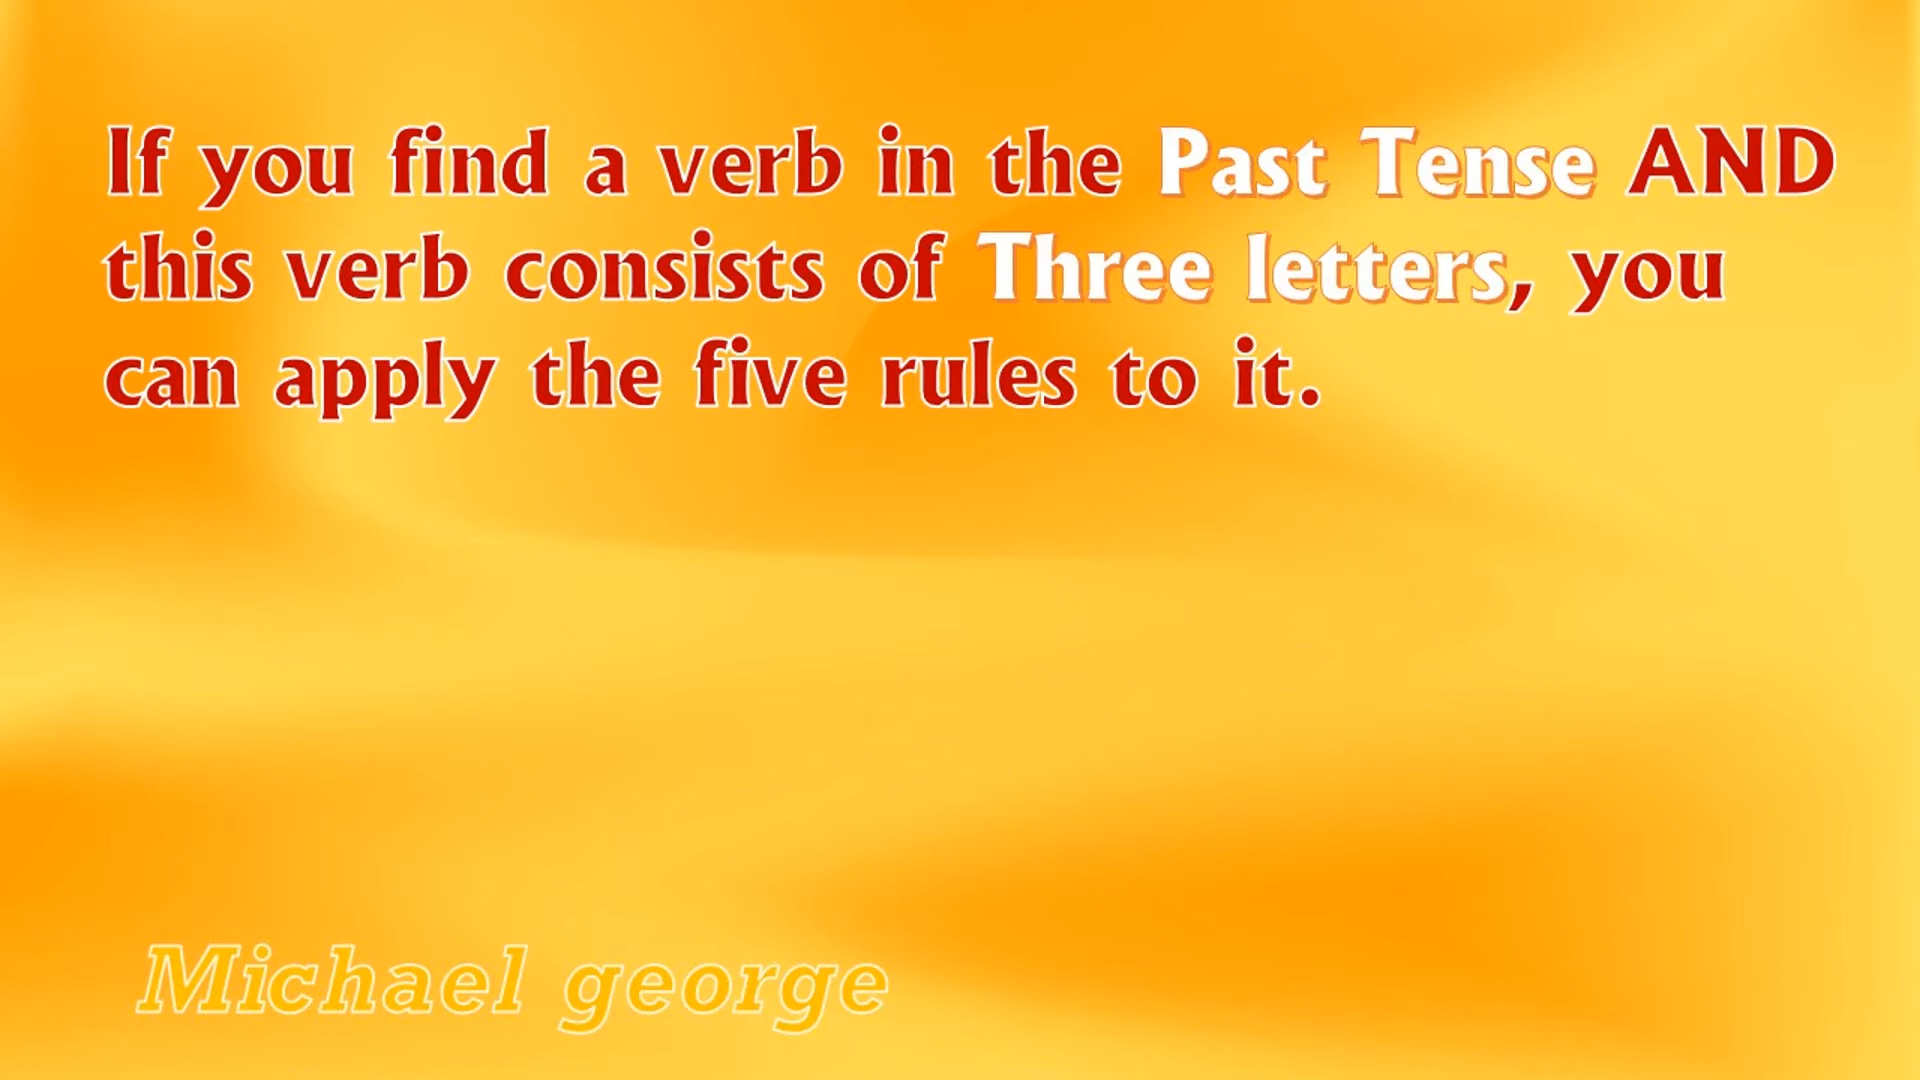 If you find a verb in the Past Tense AND
this verb consists of Three letters, you
can apply the five rules to it.
Michael george